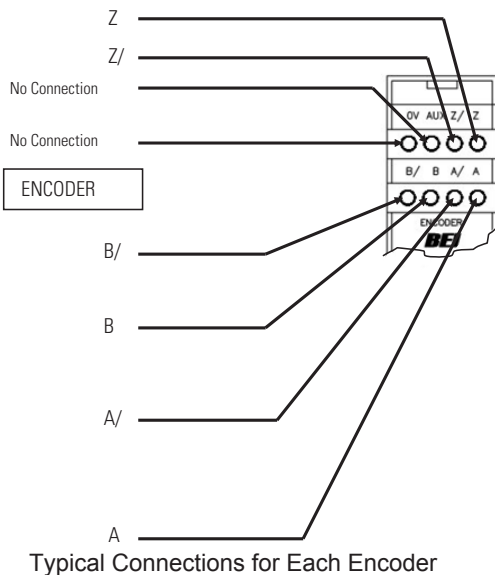 Z
Z/
No Connection
0V AUX Z/ Z
No Connection
B/ B A/ A
ENCODER
ENCODER
BEI
B/
B
A/
A
Typical Connections for Each Encoder